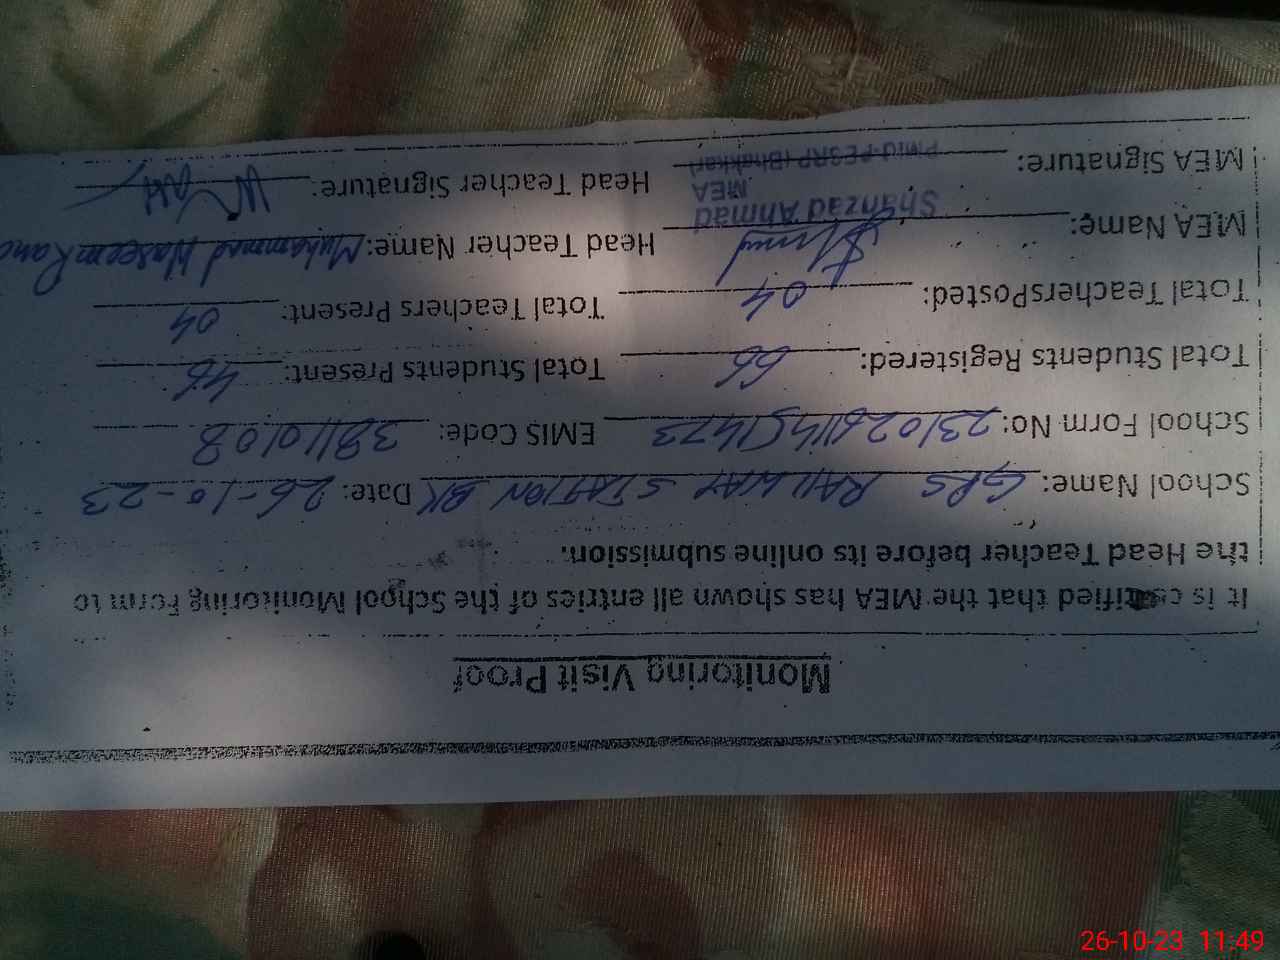 Monitoring Visit Proof
It is certified that the MEA has shown all entries of the School Monitoring Form to
the Head Teacher before its online submission.
School Name: GPS RAILWAY STATION BK Date: 26-10-23
School Form No: EMIS Code: 38110108
Total Students Registered: 66 Total Students Present: 46
Total TeachersPosted: 04 Total Teachers Present: 04
MEA Name: Head Teacher Name: Muhammad Waseem
Shahzad Ahmad
MEA
PMIU-PESRP (Bhakkar)
MEA Signature: Head Teacher Signature:
26-10-23 11:49